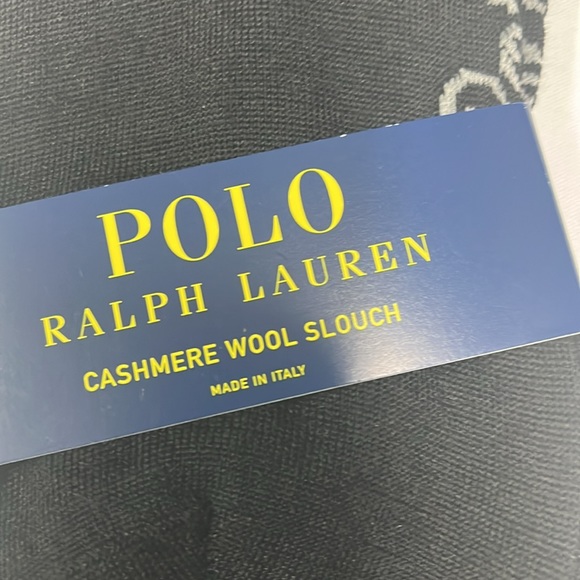 POLO
RALPH LAUREN
CASHMERE WOOL SLOUCH
MADE IN ITALY